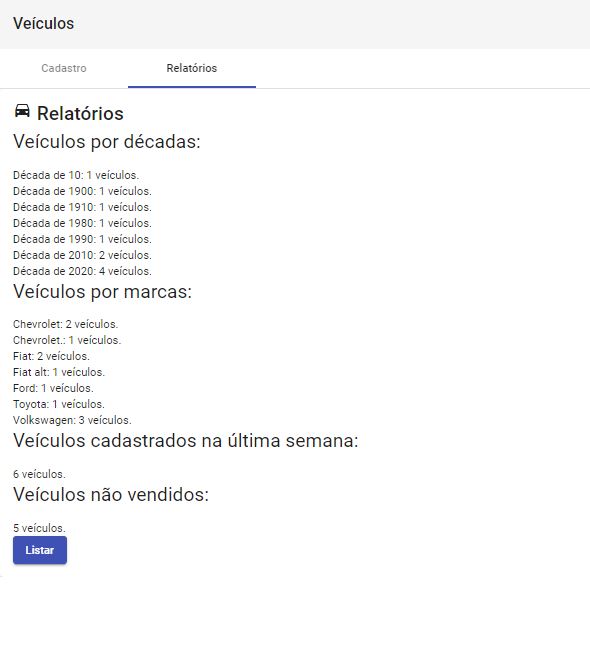 Veículos
Cadastro
Relatórios
Relatórios
Veículos por décadas:
Década de 10: 1 veículos.
Década de 1900: 1 veículos.
Década de 1910: 1 veículos.
Década de 1980: 1 veículos.
Década de 1990: 1 veículos.
Década de 2010: 2 veículos.
Década de 2020: 4 veículos.
Veículos por marcas:
Chevrolet: 2 veículos.
Chevrolet.: 1 veículos.
Fiat: 2 veículos.
Fiat alt: 1 veículos.
Ford: 1 veículos.
Toyota: 1 veículos.
Volkswagen: 3 veículos.
Veículos cadastrados na última semana:
6 veículos.
Veículos não vendidos:
5 veículos.
Listar